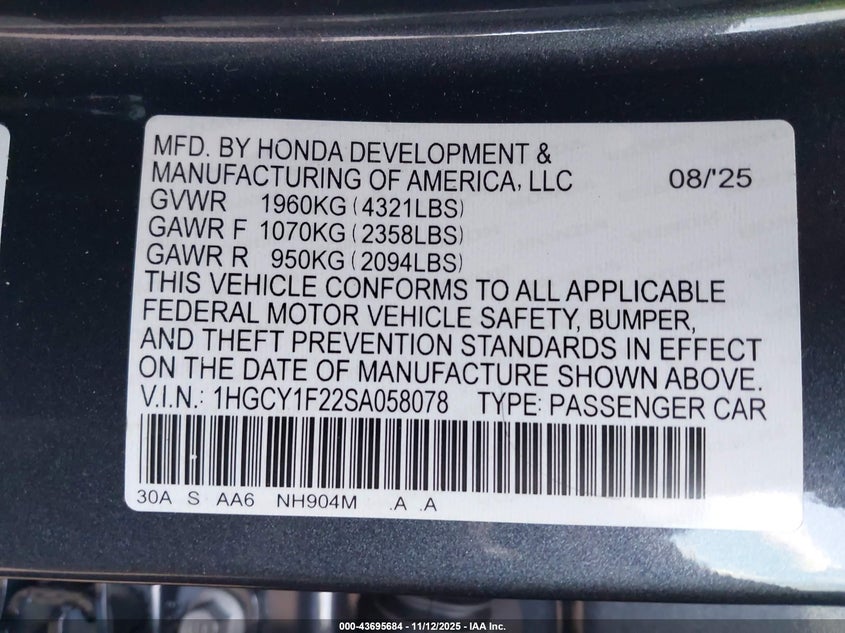 MFD. BY HONDA DEVELOPMENT &
MANUFACTURING OF AMERICA, LLC 08/'25
GVWR 1960KG (4321LBS)
GAWR F 1070KG (2358LBS)
GAWR R 950KG (2094LBS)
THIS VEHICLE CONFORMS TO ALL APPLICABLE
FEDERAL MOTOR VEHICLE SAFETY, BUMPER,
AND THEFT PREVENTION STANDARDS IN EFFECT
ON THE DATE OF MANUFACTURE SHOWN ABOVE.
V.I.N.: 1HGCY1F22SA058078 TYPE: PASSENGER CAR
30A S AA6 NH904M .A .A
000-43695684 - 11/12/2025 - IAA Inc.